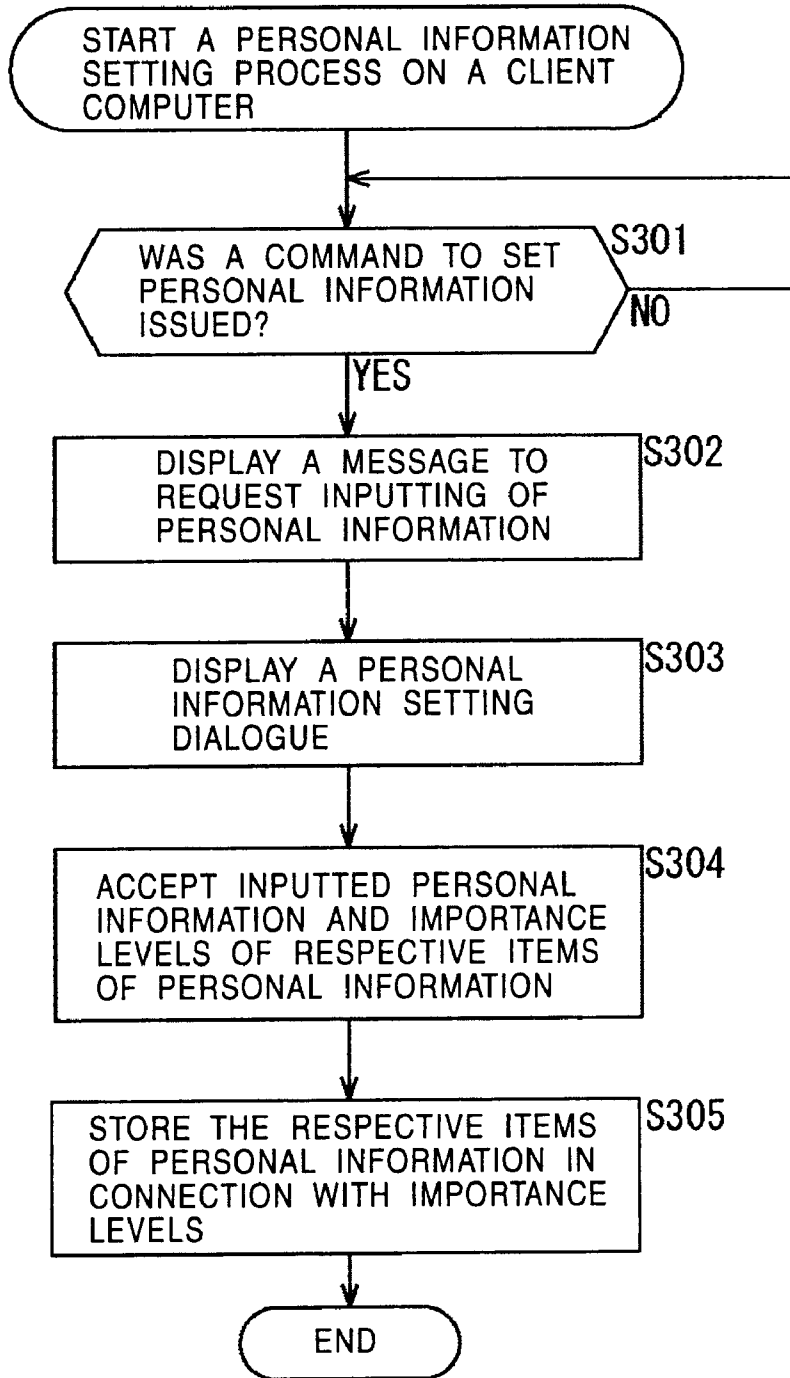 START A PERSONAL INFORMATION
SETTING PROCESS ON A CLIENT
COMPUTER
S301
WAS A COMMAND TO SET
PERSONAL INFORMATION
ISSUED?
NO
YES
S302
DISPLAY A MESSAGE TO
REQUEST INPUTTING OF
PERSONAL INFORMATION
S303
DISPLAY A PERSONAL
INFORMATION SETTING
DIALOGUE
S304
ACCEPT INPUTTED PERSONAL
INFORMATION AND IMPORTANCE
LEVELS OF RESPECTIVE ITEMS
OF PERSONAL INFORMATION
S305
STORE THE RESPECTIVE ITEMS
OF PERSONAL INFORMATION IN
CONNECTION WITH IMPORTANCE
LEVELS
END